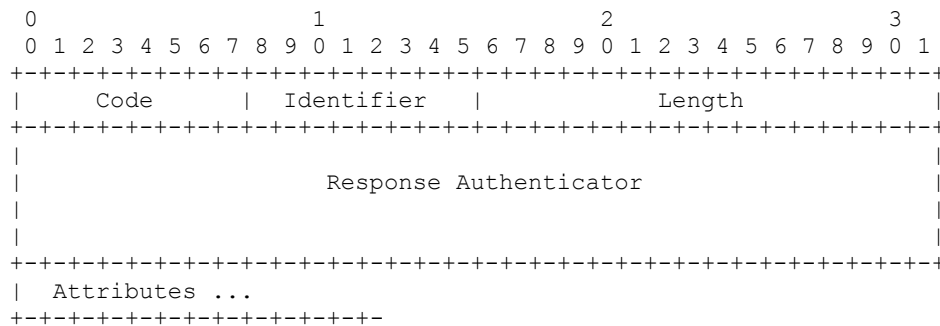 0                   1                   2                   3
 0 1 2 3 4 5 6 7 8 9 0 1 2 3 4 5 6 7 8 9 0 1 2 3 4 5 6 7 8 9 0 1
+-+-+-+-+-+-+-+-+-+-+-+-+-+-+-+-+-+-+-+-+-+-+-+-+-+-+-+-+-+-+-+-+
|     Code      |  Identifier   |            Length             |
+-+-+-+-+-+-+-+-+-+-+-+-+-+-+-+-+-+-+-+-+-+-+-+-+-+-+-+-+-+-+-+-+
|                                                               |
|                     Response Authenticator                    |
|                                                               |
|                                                               |
+-+-+-+-+-+-+-+-+-+-+-+-+-+-+-+-+-+-+-+-+-+-+-+-+-+-+-+-+-+-+-+-+
|  Attributes ...
+-+-+-+-+-+-+-+-+-+-+-+-+-